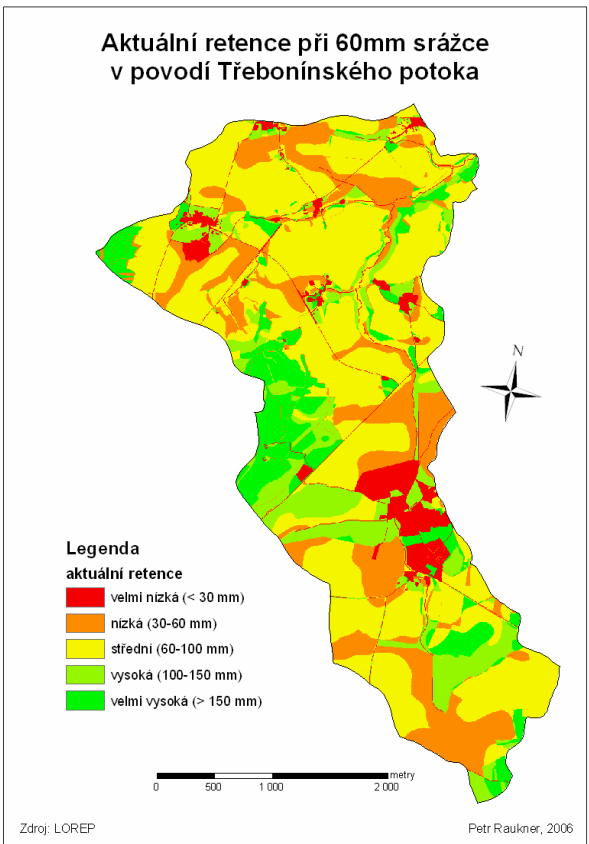 Aktuální retence při 60mm srážce
v povodí Třebonínského potoka
N
Legenda
aktuální retence
velmi nízká (< 30 mm)
nízká (30-60 mm)
střední (60-100 mm)
vysoká (100-150 mm)
velmi vysoká (> 150 mm)
metry
0 500 1 000 2 000
Zdroj: LOREP Petr Raukner, 2006